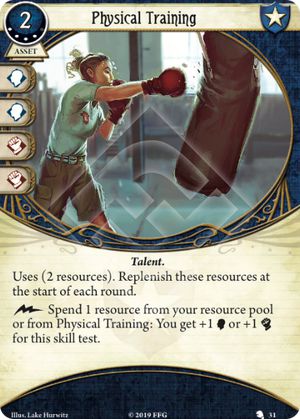 2
Physical Training
ASSET
Talent.
Uses (2 resources). Replenish these resources at
the start of each round.
Spend 1 resource from your resource pool
or from Physical Training: You get +1 or +1
for this skill test.
Illus. Lake Hurwitz
© 2019 FFG
31